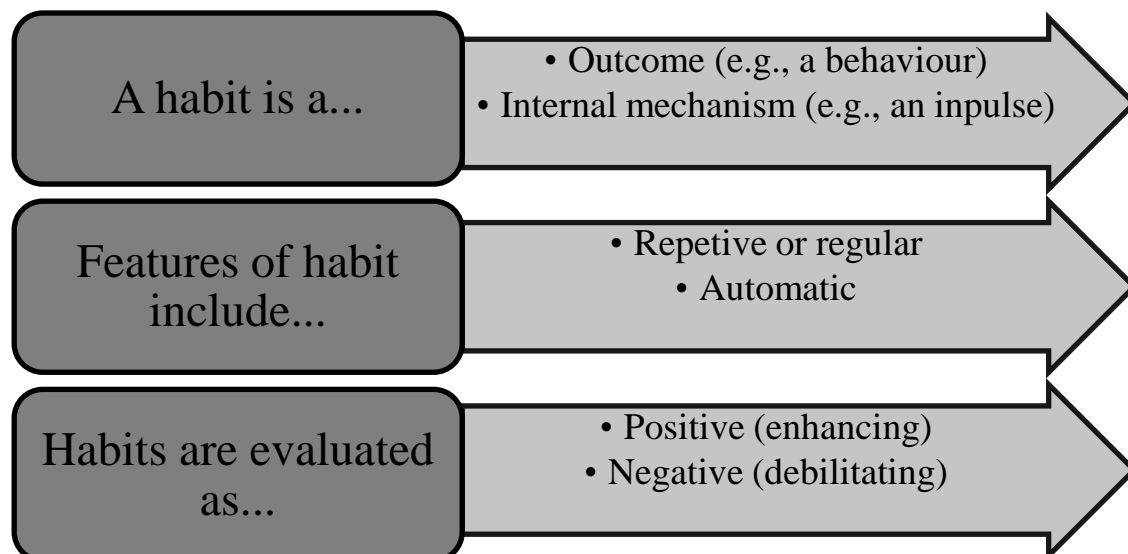 A habit is a...
• Outcome (e.g., a behaviour)
• Internal mechanism (e.g., an inpulse)
Features of habit
include...
• Repetive or regular
• Automatic
Habits are evaluated
as...
• Positive (enhancing)
• Negative (debilitating)